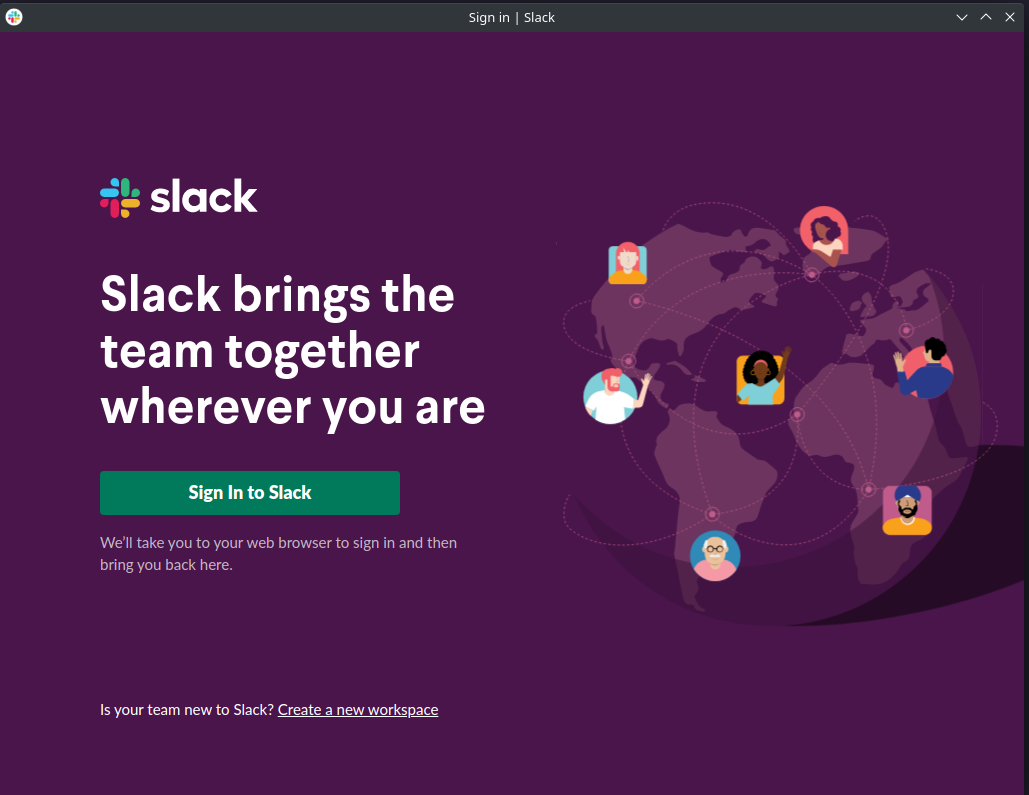 Sign in | Slack
slack
Slack brings the
team together
wherever you are
Sign In to Slack
We’ll take you to your web browser to sign in and then
bring you back here.
Is your team new to Slack? Create a new workspace